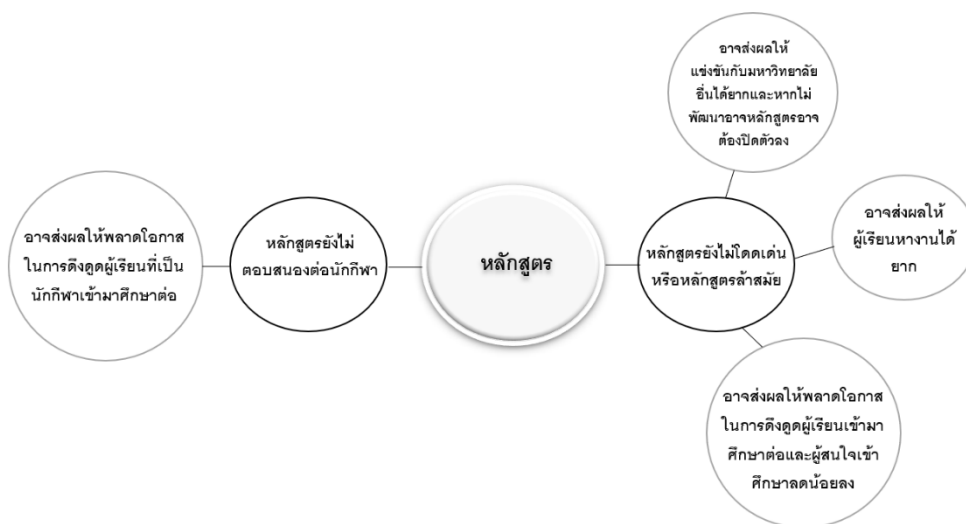 อาจส่งผลให้
แข่งขันกับมหาวิทยาลัย
อื่นได้ยากและหากไม่
พัฒนาอาจหลักสูตรอาจ
ต้องปิดตัวลง
อาจส่งผลให้พลาดโอกาส
ในการดึงดูดผู้เรียนที่เป็น
นักกีฬาเข้ามาศึกษาต่อ
หลักสูตรยังไม่
ตอบสนองต่อนักกีฬา
หลักสูตร
หลักสูตรยังไม่โดดเด่น
หรือหลักสูตรล้าสมัย
อาจส่งผลให้
ผู้เรียนหางานได้
ยาก
อาจส่งผลให้พลาดโอกาส
ในการดึงดูดผู้เรียนเข้ามา
ศึกษาต่อและผู้สนใจเข้า
ศึกษาลดน้อยลง